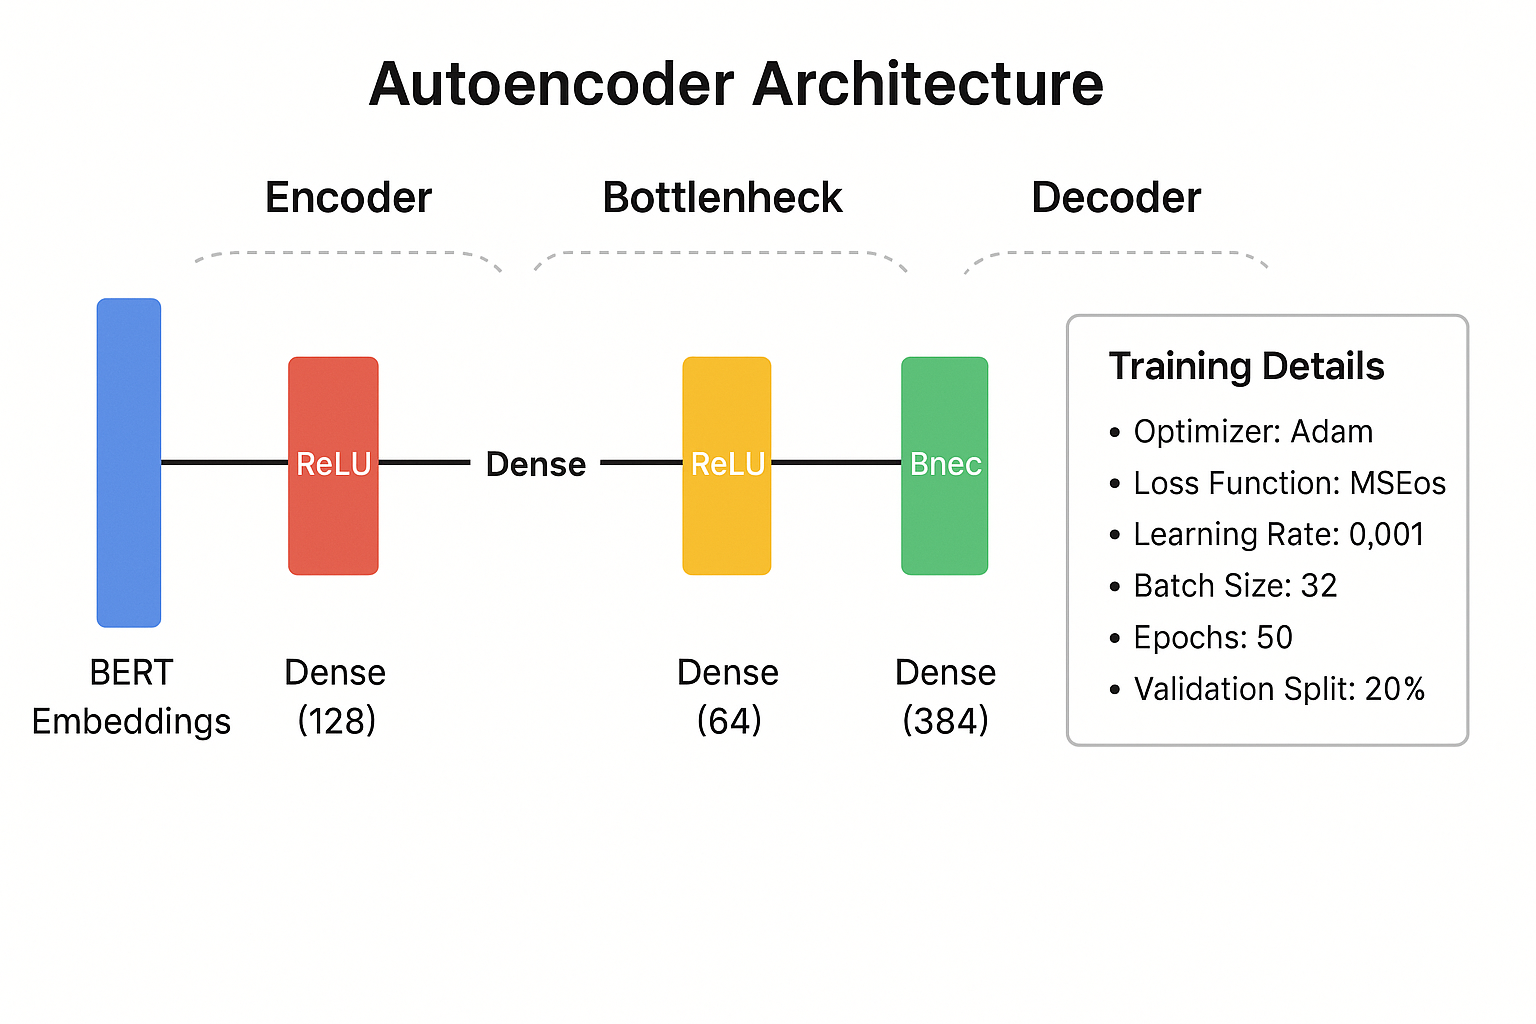 Autoencoder Architecture
Encoder
Bottlenheck
Decoder
ReLU
Dense
ReLU
Bnec
BERT
Embeddings
Dense
(128)
Dense
(64)
Dense
(384)
Training Details
• Optimizer: Adam
• Loss Function: MSEos
• Learning Rate: 0,001
• Batch Size: 32
• Epochs: 50
• Validation Split: 20%